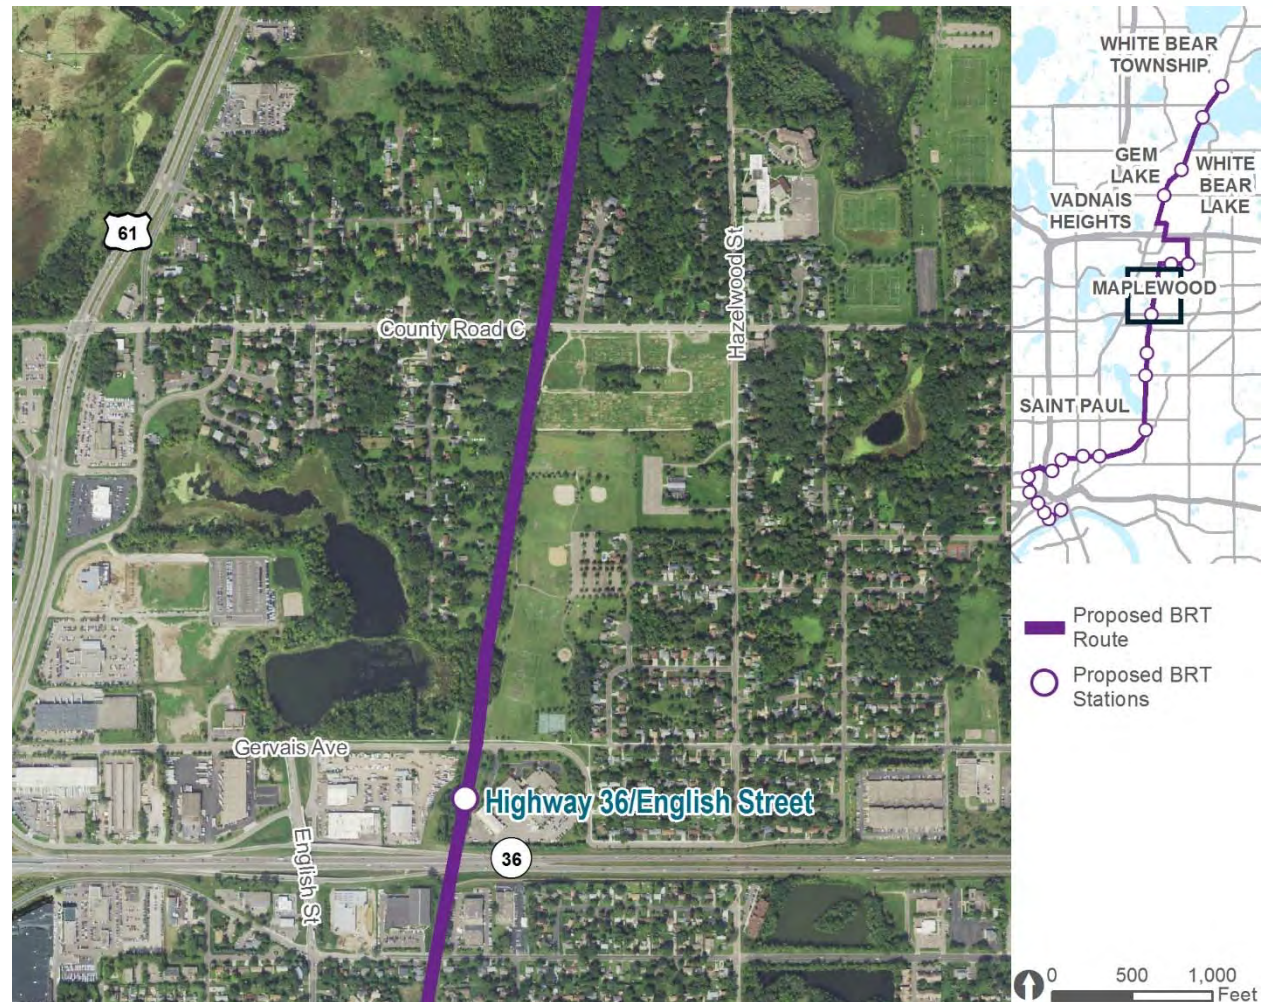 61
County Road C
Hazelwood St
Gervais Ave
Highway 36/English Street
English St
36
WHITE BEAR
TOWNSHIP
GEM
LAKE
WHITE
BEAR
LAKE
VADNAIS
HEIGHTS
MAPLEWOOD
SAINT PAUL
Proposed BRT
Route
Proposed BRT
Stations
0 500 1,000
Feet